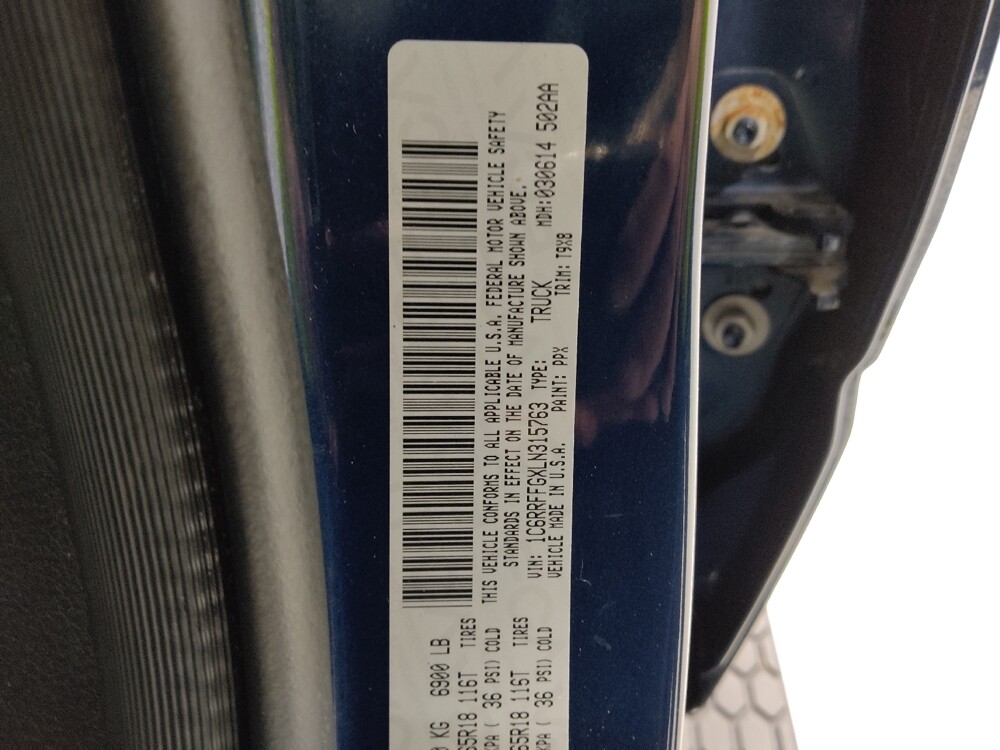 THIS VEHICLE CONFORMS TO ALL APPLICABLE U.S.A. FEDERAL MOTOR VEHICLE SAFETY
STANDARDS IN EFFECT ON THE DATE OF MANUFACTURE SHOWN ABOVE.
VIN: 1C6RRFFGXLN315763 TYPE: TRUCK MDH:030614 502AA
VEHICLE MADE IN U.S.A. PAINT: PPX TRIM: T9X8
KG 6900 LB
65R18 116T TIRES
KPA ( 36 PSI) COLD
65R18 116T TIRES
KPA ( 36 PSI) COLD